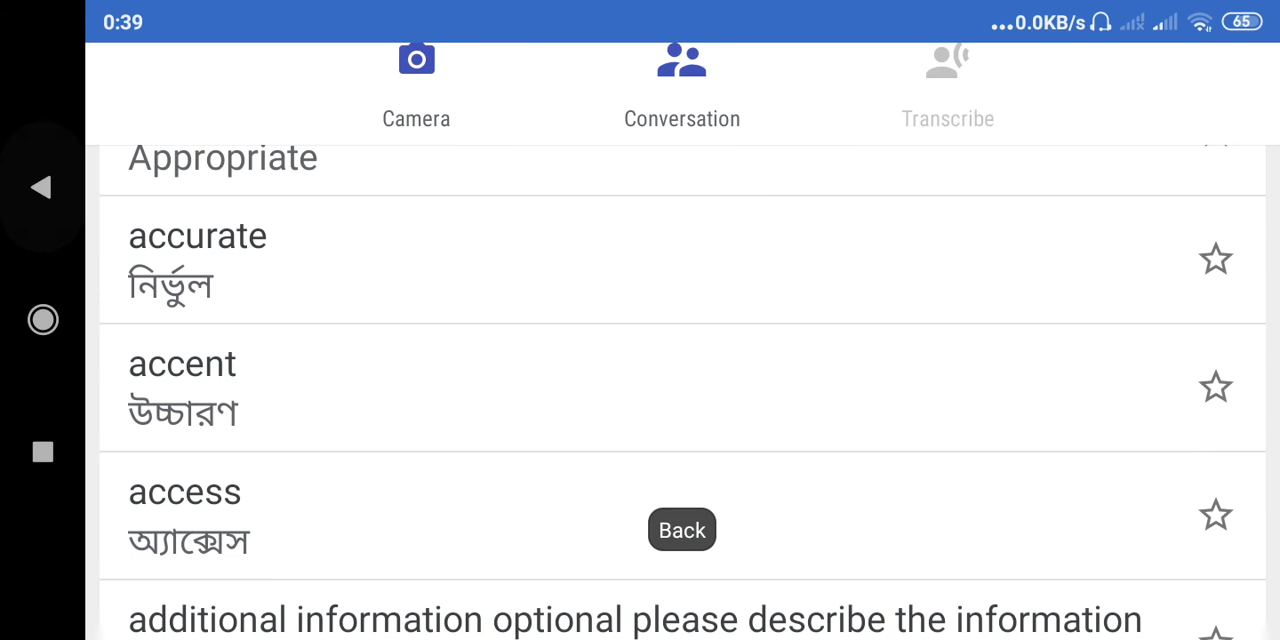 0:39
...0.0KB/s
65
Camera
Conversation
Transcribe
Appropriate
accurate
নির্ভুল
accent
উচ্চারণ
access
অ্যাক্সেস
Back
additional information optional please describe the information